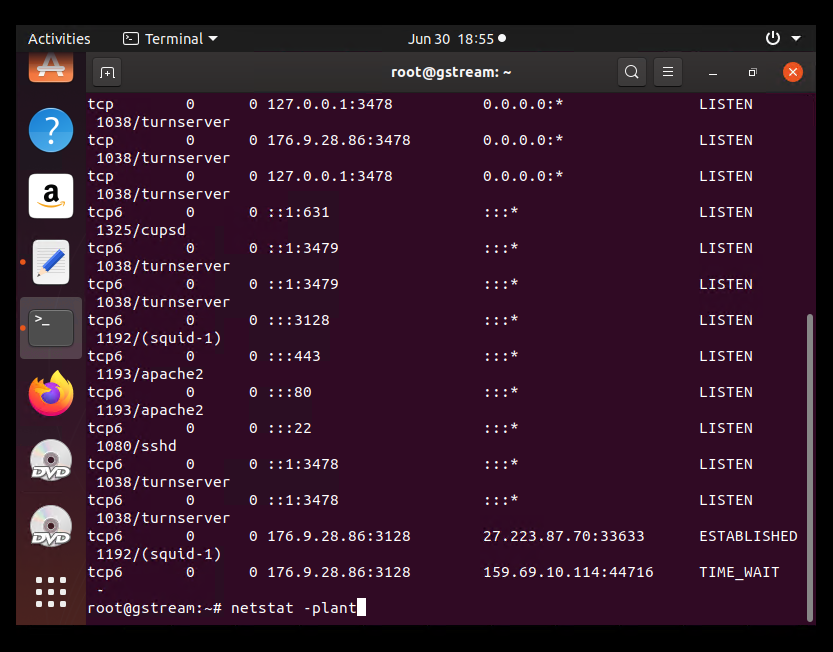 Activities Terminal Jun 30 18:55
root@gstream: ~
tcp 0 0 127.0.0.1:3478 0.0.0.0:* LISTEN
1038/turnserver
tcp 0 0 176.9.28.86:3478 0.0.0.0:* LISTEN
1038/turnserver
tcp 0 0 127.0.0.1:3478 0.0.0.0:* LISTEN
1038/turnserver
tcp6 0 0 ::1:631 :::* LISTEN
1325/cupsd
tcp6 0 0 ::1:3479 :::* LISTEN
1038/turnserver
tcp6 0 0 ::1:3479 :::* LISTEN
1038/turnserver
tcp6 0 0 :::3128 :::* LISTEN
1192/(squid-1)
tcp6 0 0 :::443 :::* LISTEN
1193/apache2
tcp6 0 0 :::80 :::* LISTEN
1193/apache2
tcp6 0 0 :::22 :::* LISTEN
1080/sshd
tcp6 0 0 ::1:3478 :::* LISTEN
1038/turnserver
tcp6 0 0 ::1:3478 :::* LISTEN
1038/turnserver
tcp6 0 0 176.9.28.86:3128 27.223.87.70:33633 ESTABLISHED
1192/(squid-1)
tcp6 0 0 176.9.28.86:3128 159.69.10.114:44716 TIME_WAIT
-
root@gstream:~# netstat -plant
?
a
>_
DVD
DVD